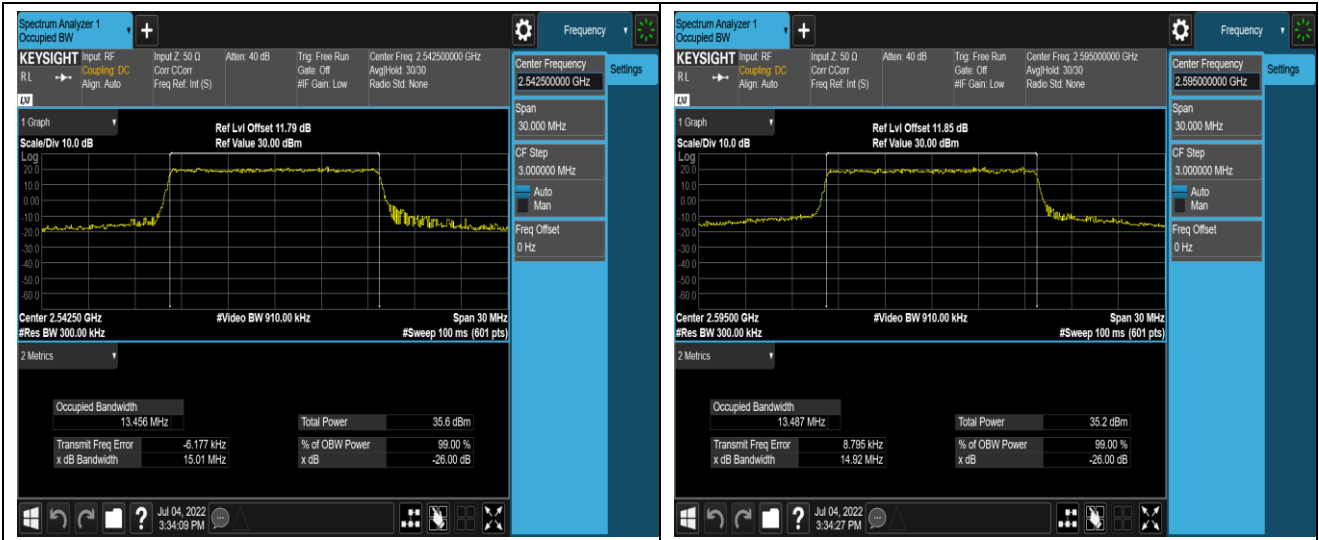 Spectrum Analyzer 1
Occupied BW
Frequency
KEYSIGHT Input: RF Input Z: 50 Ω Atten: 40 dB Trig: Free Run Center Freq: 2.542500000 GHz
Coupling: DC Corr CCorr Gate: Off Avg|Hold: 30/30
R L Align: Auto Freq Ref: Int (S) #IF Gain: Low Radio Std: None
LXI
Center Frequency
2.542500000 GHz
Settings
Span
30.000 MHz
CF Step
3.000000 MHz
Auto
Man
Freq Offset
0 Hz
1 Graph
Ref Lvl Offset 11.79 dB
Scale/Div 10.0 dB Ref Value 30.00 dBm
Log
20.0
10.0
0.00
-10.0
-20.0
-30.0
-40.0
-50.0
-60.0
Center 2.54250 GHz #Video BW 910.00 kHz Span 30 MHz
#Res BW 300.00 kHz #Sweep 100 ms (601 pts)
2 Metrics
Occupied Bandwidth
13.456 MHz Total Power 35.6 dBm
Transmit Freq Error -6.177 kHz % of OBW Power 99.00 %
x dB Bandwidth 15.01 MHz x dB -26.00 dB
?
Jul 04, 2022
3:34:09 PM
Spectrum Analyzer 1
Occupied BW
Frequency
KEYSIGHT Input: RF Input Z: 50 Ω Atten: 40 dB Trig: Free Run Center Freq: 2.595000000 GHz
Coupling: DC Corr CCorr Gate: Off Avg|Hold: 30/30
R L Align: Auto Freq Ref: Int (S) #IF Gain: Low Radio Std: None
LXI
Center Frequency
2.595000000 GHz
Settings
Span
30.000 MHz
CF Step
3.000000 MHz
Auto
Man
Freq Offset
0 Hz
1 Graph
Ref Lvl Offset 11.85 dB
Scale/Div 10.0 dB Ref Value 30.00 dBm
Log
20.0
10.0
0.00
-10.0
-20.0
-30.0
-40.0
-50.0
-60.0
Center 2.59500 GHz #Video BW 910.00 kHz Span 30 MHz
#Res BW 300.00 kHz #Sweep 100 ms (601 pts)
2 Metrics
Occupied Bandwidth
13.487 MHz Total Power 35.2 dBm
Transmit Freq Error 8.795 kHz % of OBW Power 99.00 %
x dB Bandwidth 14.92 MHz x dB -26.00 dB
?
Jul 04, 2022
3:34:27 PM